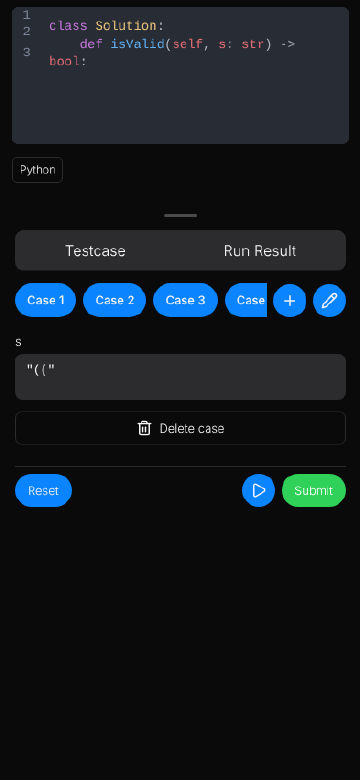 1
2
3
class Solution:
    def isValid(self, s: str) ->
bool:
Python
Testcase Run Result
Case 1 Case 2 Case 3 Case
s
"(("
Delete case
Reset Submit